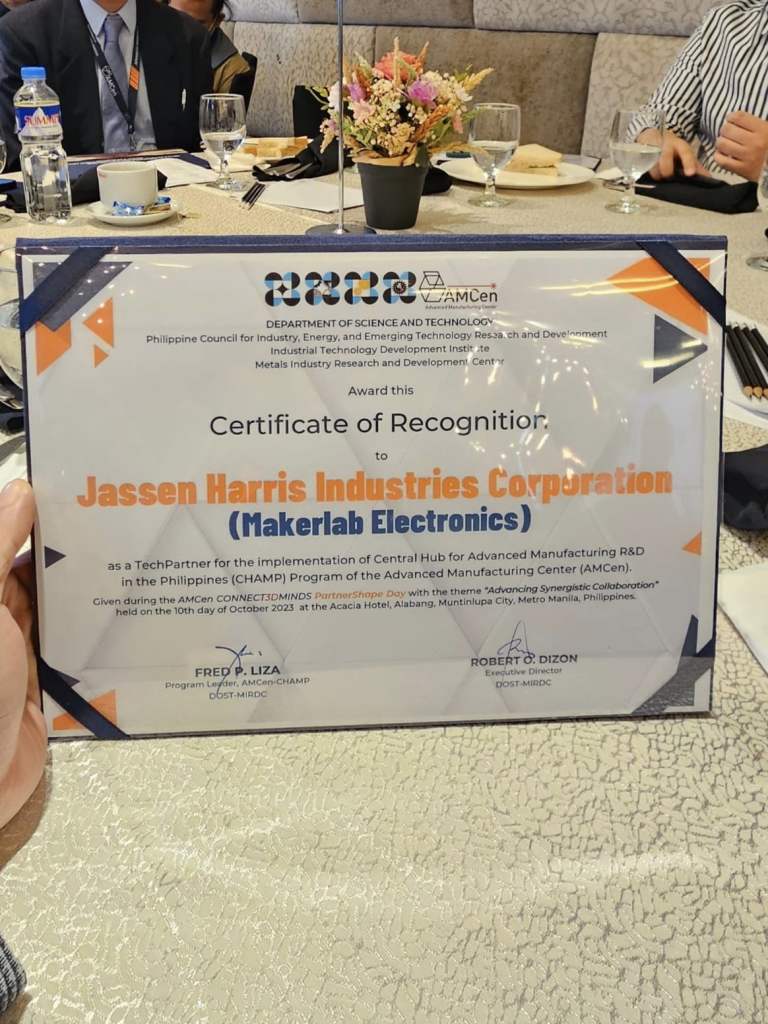 SUMMIT
AMCen
Advanced Manufacturing Center
DEPARTMENT OF SCIENCE AND TECHNOLOGY
Philippine Council for Industry, Energy, and Emerging Technology Research and Development
Industrial Technology Development Institute
Metals Industry Research and Development Center
Award this
Certificate of Recognition
to
Jassen Harris Industries Corporation
(Makerlab Electronics)
as a TechPartner for the implementation of Central Hub for Advanced Manufacturing R&D
in the Philippines (CHAMP) Program of the Advanced Manufacturing Center (AMCen).
Given during the AMCen CONNECT3DMINDS PartnerShape Day with the theme "Advancing Synergistic Collaboration"
held on the 10th day of October 2023 at the Acacia Hotel, Alabang, Muntinlupa City, Metro Manila, Philippines.
FRED P. LIZA
Program Leader, AMCen-CHAMP
DOST-MIRDC
ROBERT O. DIZON
Executive Director
DOST-MIRDC